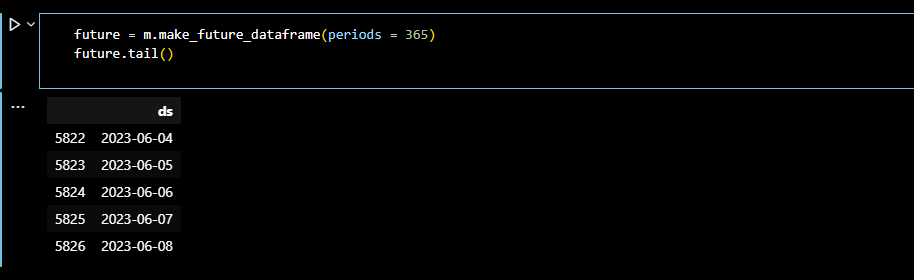 future = m.make_future_dataframe(periods = 365)
future.tail()
...
ds
5822 2023-06-04
5823 2023-06-05
5824 2023-06-06
5825 2023-06-07
5826 2023-06-08